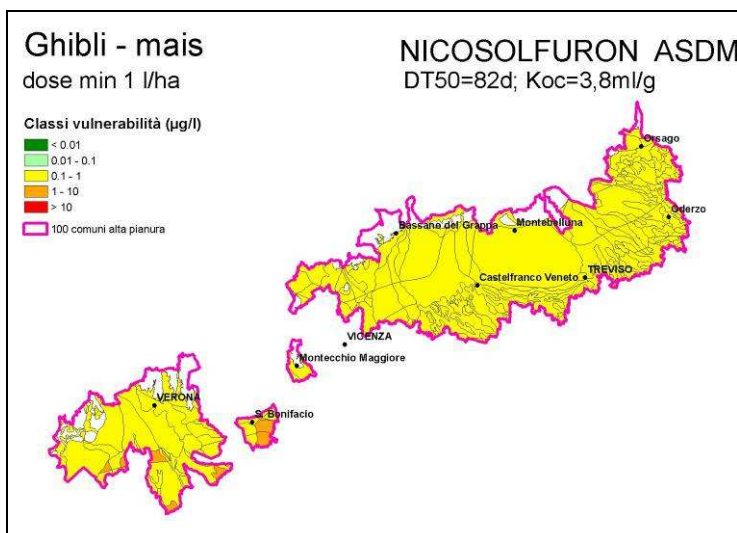 Ghibli - mais
dose min 1 l/ha
NICOSOLFURON ASDM
DT50=82d; Koc=3,8ml/g
Classi vulnerabilità (µg/l)
< 0.01
0.01 - 0.1
0.1 - 1
1 - 10
> 10
100 comuni alta pianura
Orsago
Oderzo
Bassano del Grappa
Montebelluna
Castelfranco Veneto
TREVISO
VICENZA
Montecchio Maggiore
VERONA
S. Bonifacio